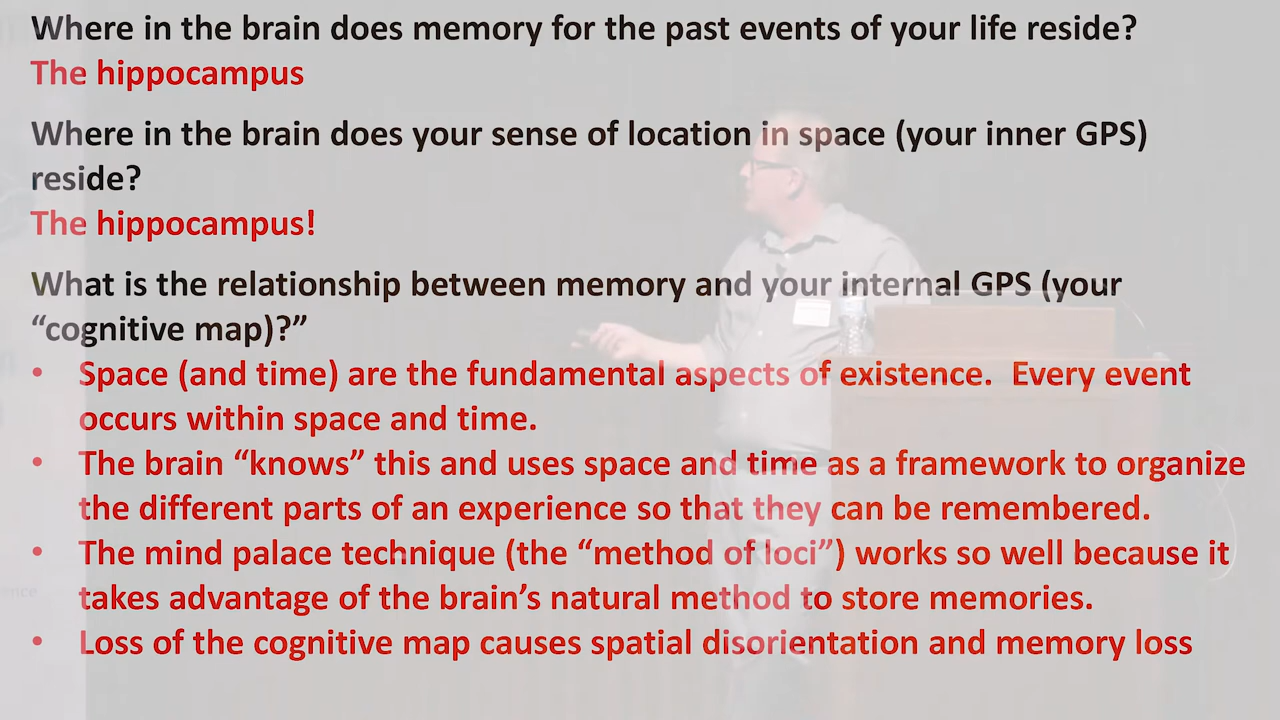 Where in the brain does memory for the past events of your life reside?
The hippocampus
Where in the brain does your sense of location in space (your inner GPS)
reside?
The hippocampus!
What is the relationship between memory and your internal GPS (your
“cognitive map)?”
• Space (and time) are the fundamental aspects of existence.  Every event
occurs within space and time.
• The brain “knows” this and uses space and time as a framework to organize
the different parts of an experience so that they can be remembered.
• The mind palace technique (the “method of loci”) works so well because it
takes advantage of the brain’s natural method to store memories.
• Loss of the cognitive map causes spatial disorientation and memory loss